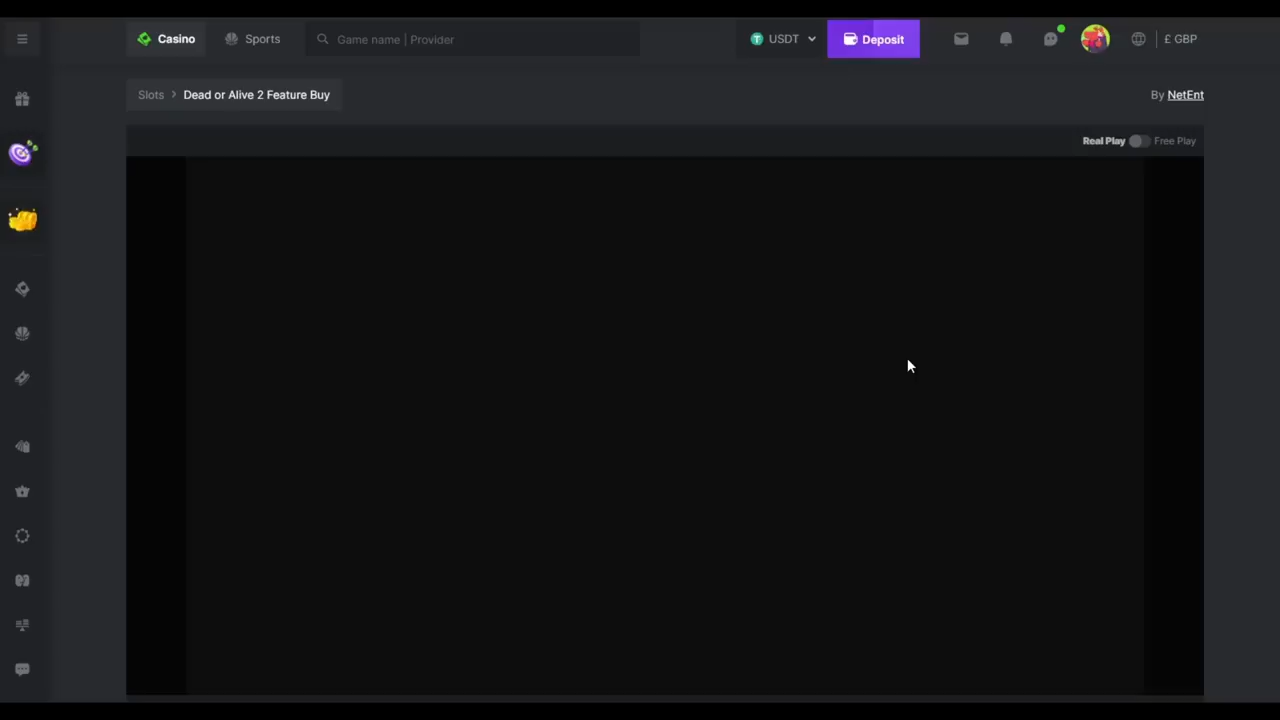 Casino
Sports
Game name | Provider
USDT
Deposit
£ GBP
Slots > Dead or Alive 2 Feature Buy
By NetEnt
Real Play
Free Play